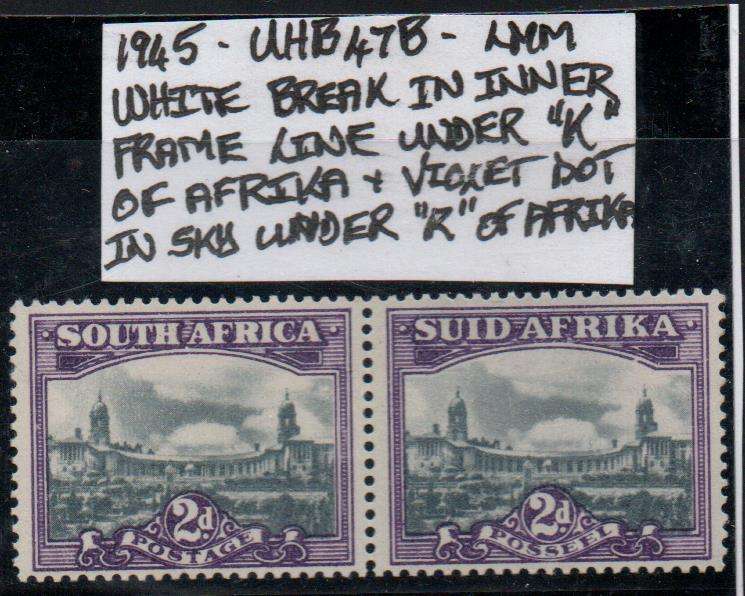 1945 - UHB47B - LMM
WHITE BREAK IN INNER
FRAME LINE UNDER "K"
OF AFRIKA + VIOLET DOT
IN SKY UNDER "R" OF AFRIKA.
·SOUTH AFRICA·
2d
POSTAGE
·SUID AFRIKA·
2d
POSSEEL